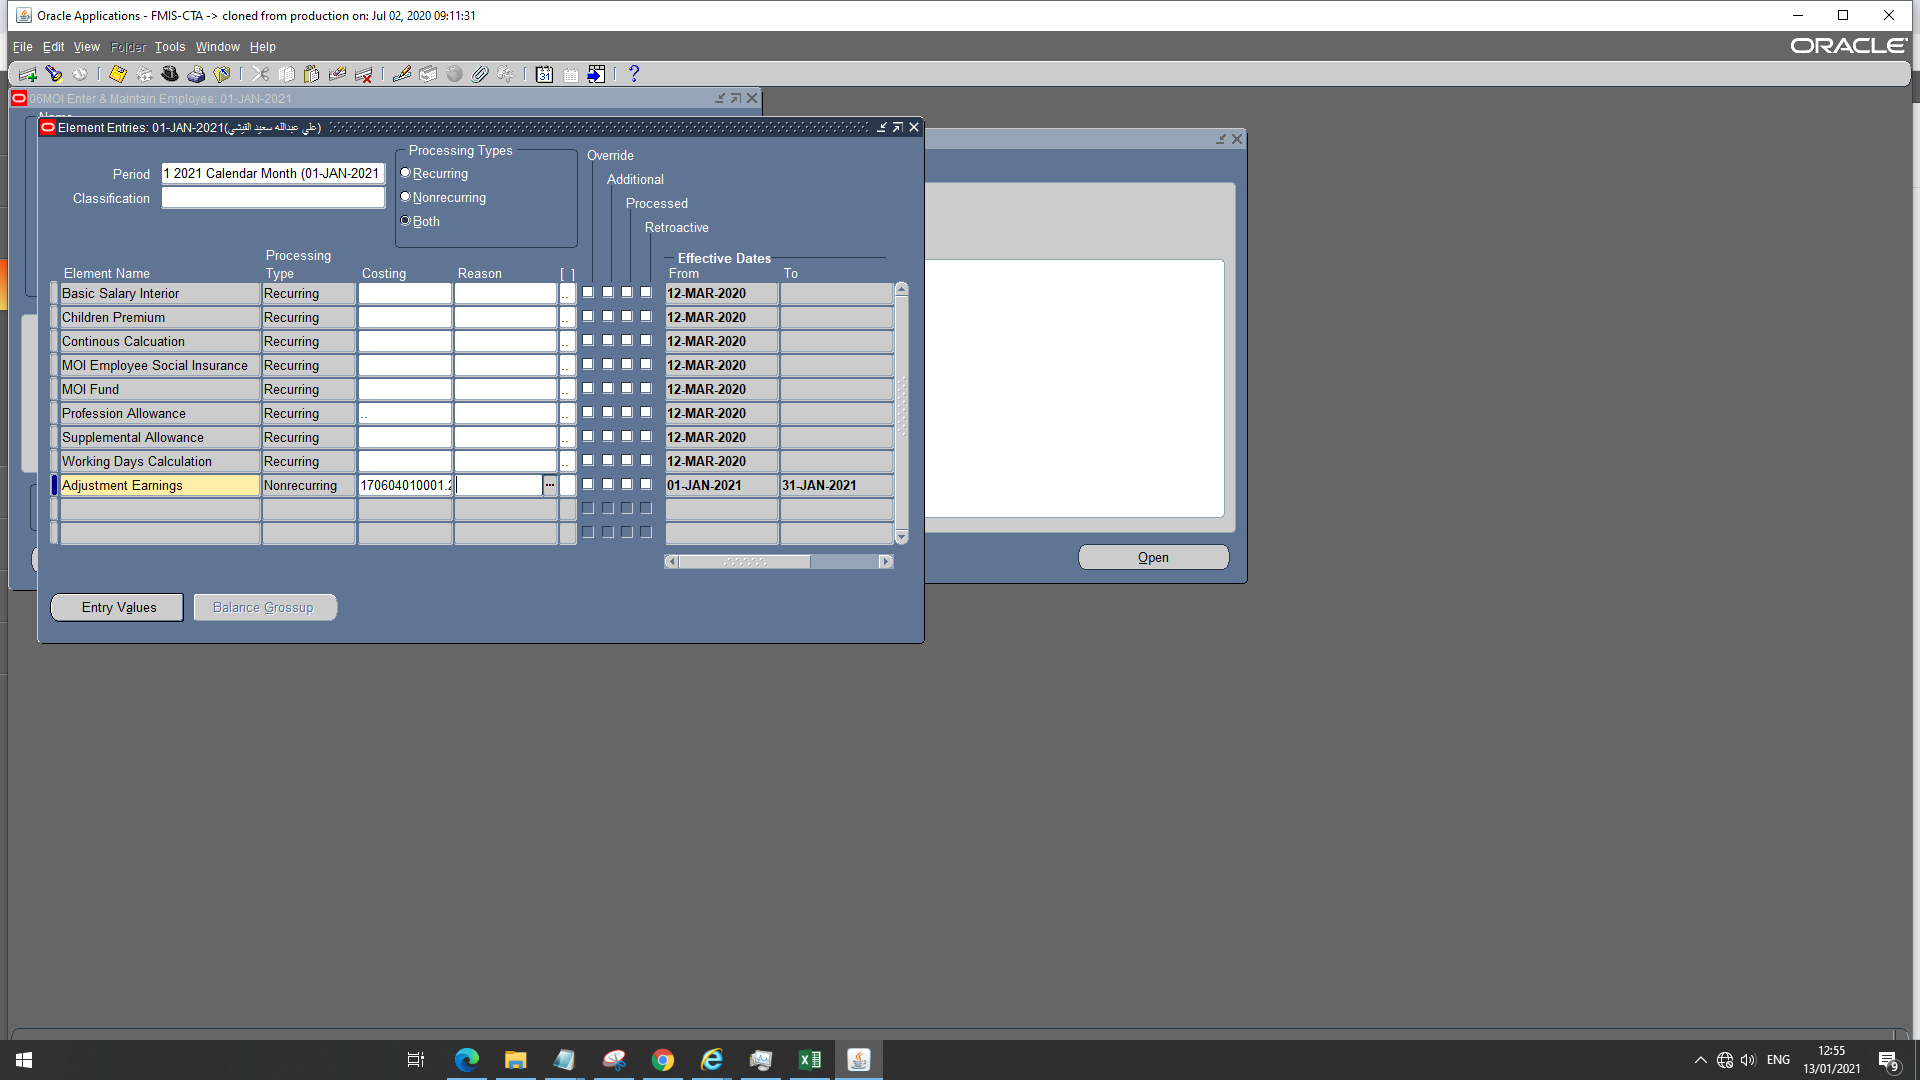 Oracle Applications - FMIS-CTA -> cloned from production on: Jul 02, 2020 09:11:31
File Edit View Folder Tools Window Help
ORACLE
06MOI Enter & Maintain Employee: 01-JAN-2021
Name
Element Entries: 01-JAN-2021(علي عبدالله سعيد القيشي)
Period 1 2021 Calendar Month (01-JAN-2021
Classification
Processing Types
Recurring
Nonrecurring
Both
Override
Additional
Processed
Retroactive
Effective Dates
Element Name Processing Type Costing Reason [ ] From To
Basic Salary Interior Recurring .. 12-MAR-2020
Children Premium Recurring .. 12-MAR-2020
Continous Calcuation Recurring .. 12-MAR-2020
MOI Employee Social Insurance Recurring .. 12-MAR-2020
MOI Fund Recurring .. 12-MAR-2020
Profession Allowance Recurring .. .. 12-MAR-2020
Supplemental Allowance Recurring .. 12-MAR-2020
Working Days Calculation Recurring .. 12-MAR-2020
Adjustment Earnings Nonrecurring 170604010001.2 ... 01-JAN-2021 31-JAN-2021
Entry Values Balance Grossup
Open
ENG
12:55
13/01/2021
9